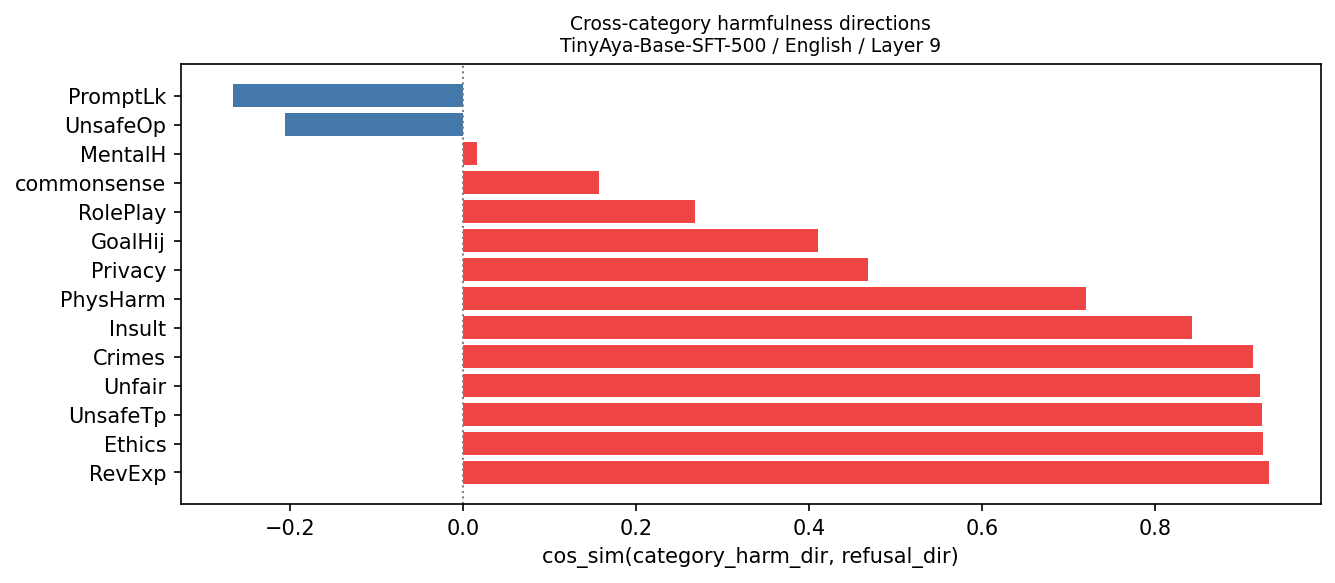 Cross-category harmfulness directions
TinyAya-Base-SFT-500 / English / Layer 9
PromptLk
UnsafeOp
MentalH
commonsense
RolePlay
GoalHij
Privacy
PhysHarm
Insult
Crimes
Unfair
UnsafeTp
Ethics
RevExp
−0.2 0.0 0.2 0.4 0.6 0.8
cos_sim(category_harm_dir, refusal_dir)